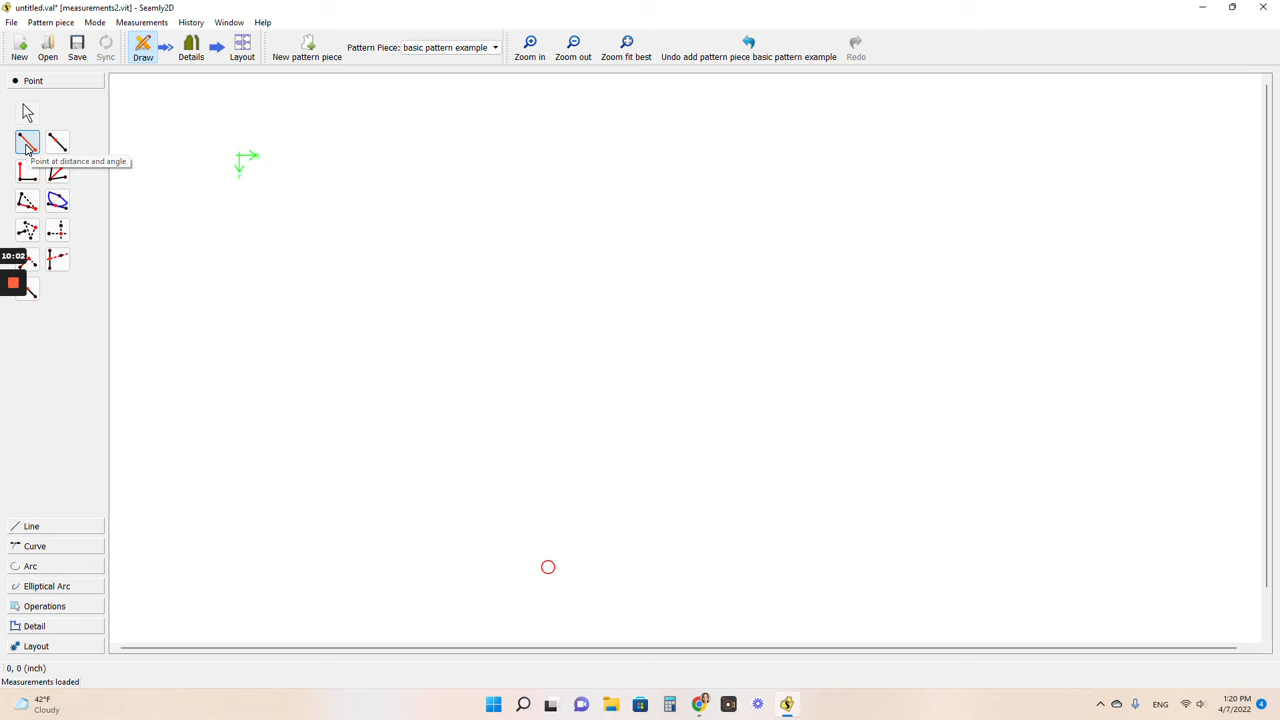 untitled.val* [measurements2.vit] - Seamly2D
File Pattern piece Mode Measurements History Window Help
New Open Save Sync Draw Details Layout New pattern piece Pattern Piece: basic pattern example Zoom in Zoom out Zoom fit best Undo add pattern piece basic pattern example Redo
Point
Point at distance and angle
10:02
Line
Curve
Arc
Elliptical Arc
Operations
Detail
Layout
0, 0 (inch)
Measurements loaded
42°F
Cloudy
ENG
1:20 PM
4/7/2022
4